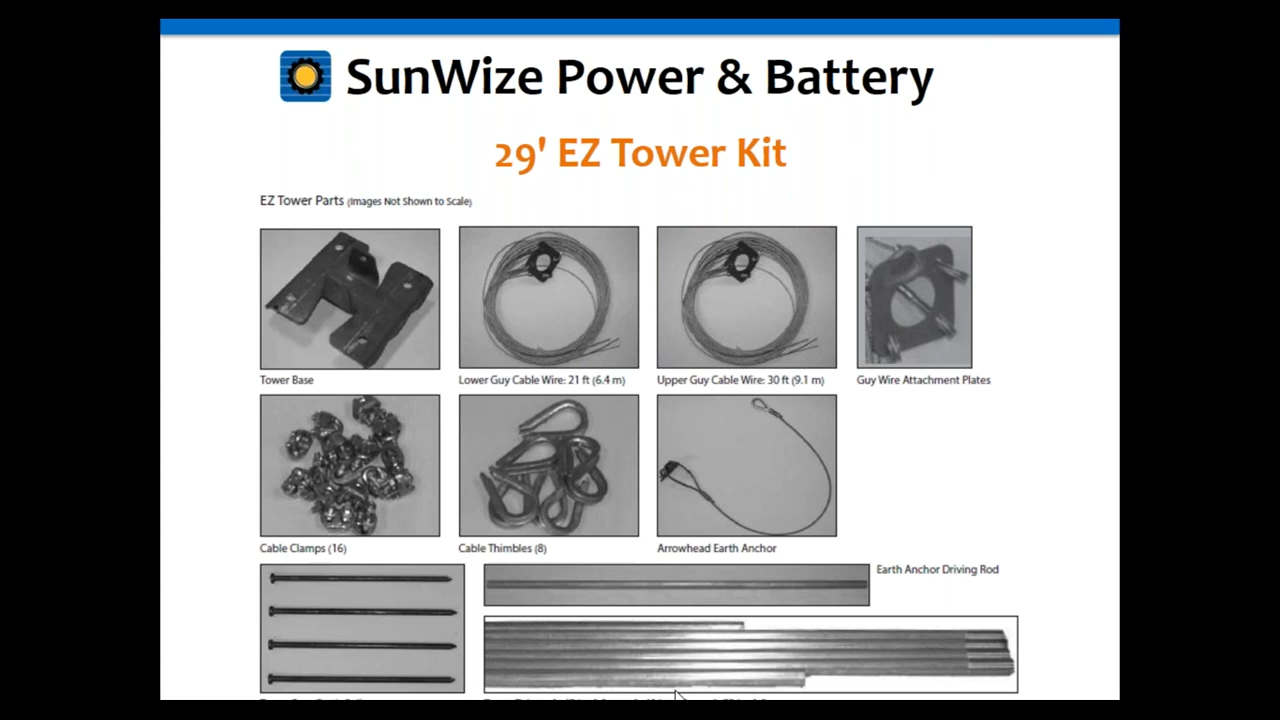 SunWize Power & Battery
29' EZ Tower Kit
EZ Tower Parts (Images Not Shown to Scale)
Tower Base
Lower Guy Cable Wire: 21 ft (6.4 m)
Upper Guy Cable Wire: 30 ft (9.1 m)
Guy Wire Attachment Plates
Cable Clamps (16)
Cable Thimbles (8)
Arrowhead Earth Anchor
Earth Anchor Driving Rod